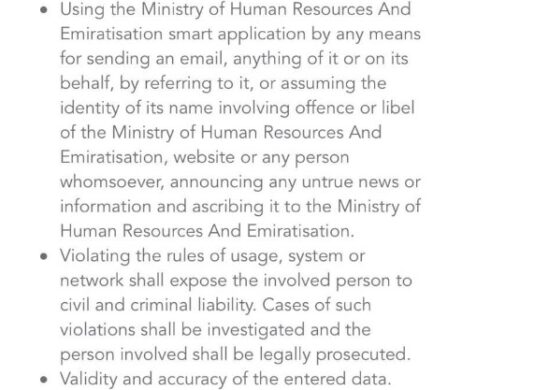 • Using the Ministry of Human Resources And
Emiratisation smart application by any means
for sending an email, anything of it or on its
behalf, by referring to it, or assuming the
identity of its name involving offence or libel
of the Ministry of Human Resources And
Emiratisation, website or any person
whomsoever, announcing any untrue news or
information and ascribing it to the Ministry of
Human Resources And Emiratisation.
• Violating the rules of usage, system or
network shall expose the involved person to
civil and criminal liability. Cases of such
violations shall be investigated and the
person involved shall be legally prosecuted.
• Validity and accuracy of the entered data.